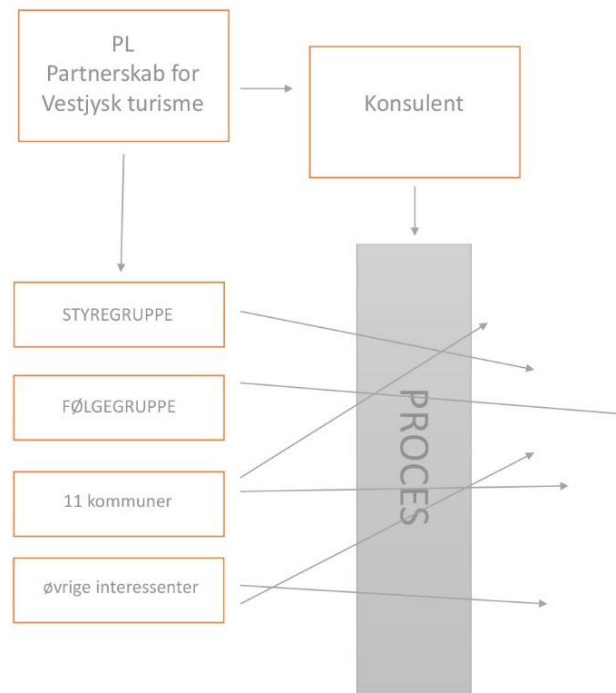 PL
Partnerskab for
Vestjysk turisme
Konsulent
STYREGRUPPE
FØLGEGRUPPE
11 kommuner
øvrige interessenter
PROCES